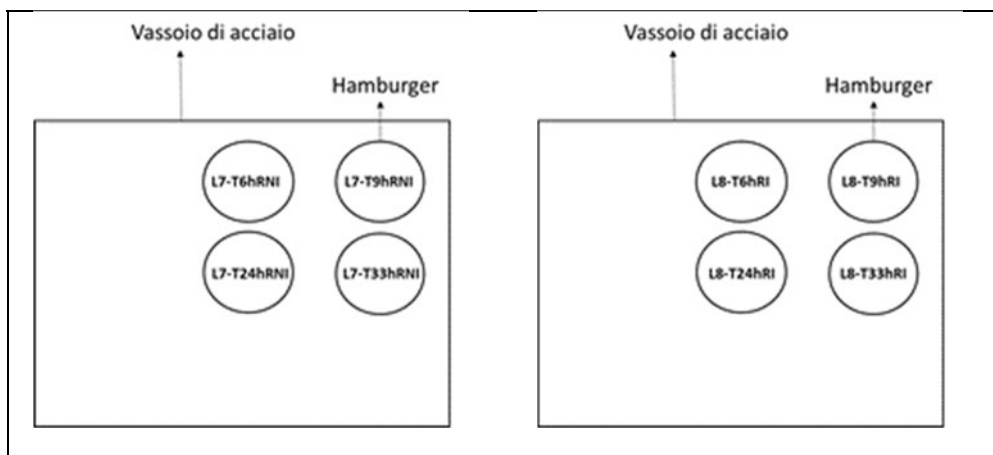 Vassoio di acciaio
Hamburger
L7-T6hRNI
L7-T9hRNI
L7-T24hRNI
L7-T33hRNI
Vassoio di acciaio
Hamburger
L8-T6hRI
L8-T9hRI
L8-T24hRI
L8-T33hRI